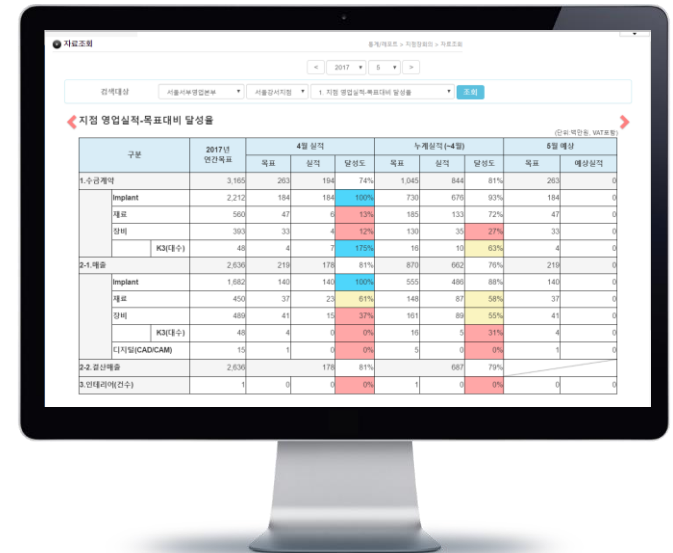 자료조회
통계/레포트 > 지점장회의 > 자료조회
< 2017 5 >
검색대상 서울서부영업본부 서울강서지점 1. 지점 영업실적-목표대비 달성율 조회
지점 영업실적-목표대비 달성율
(단위:백만원, VAT포함)
구분 2017년 연간목표 4월 실적 누계실적 (~4월) 5월 예상
목표 실적 달성도 목표 실적 달성도 목표 예상실적
1.수금계약 3,165 263 194 74% 1,045 844 81% 263 0
Implant 2,212 184 184 100% 730 676 93% 184 0
재료 560 47 6 13% 185 133 72% 47 0
장비 393 33 4 12% 130 35 27% 33 0
K3(대수) 48 4 7 175% 16 10 63% 4 0
2-1.매출 2,636 219 178 81% 870 662 76% 219 0
Implant 1,682 140 140 100% 555 486 88% 140 0
재료 450 37 23 61% 148 87 58% 37 0
장비 489 41 15 37% 161 89 55% 41 0
K3(대수) 48 4 0 0% 16 5 31% 4 0
디지털(CAD/CAM) 15 1 0 0% 5 0 0% 1 0
2-2.결산매출 2,636 178 81% 687 79%
3.인테리어(건수) 1 0 0 0% 1 0 0% 0 0